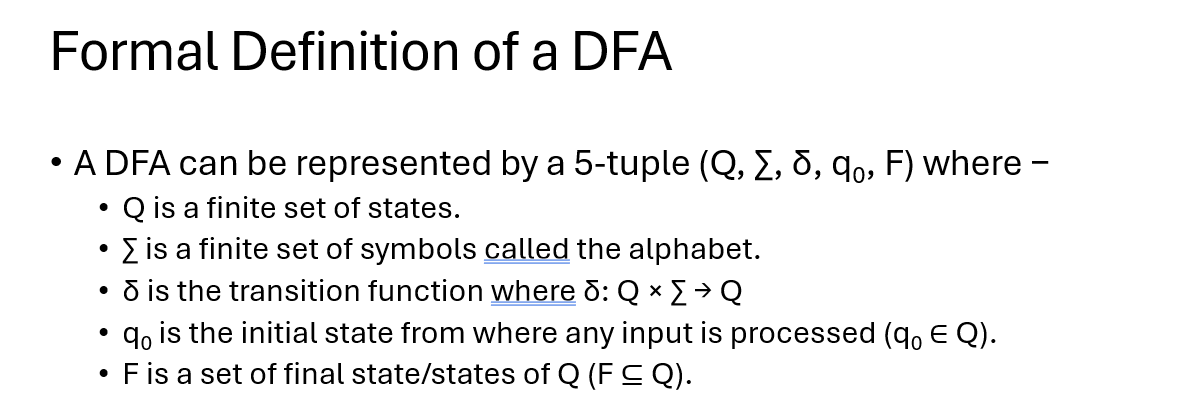 Formal Definition of a DFA
• A DFA can be represented by a 5-tuple (Q, ∑, δ, q₀, F) where −
• Q is a finite set of states.
• ∑ is a finite set of symbols called the alphabet.
• δ is the transition function where δ: Q × ∑ → Q
• q₀ is the initial state from where any input is processed (q₀ ∈ Q).
• F is a set of final state/states of Q (F ⊆ Q).